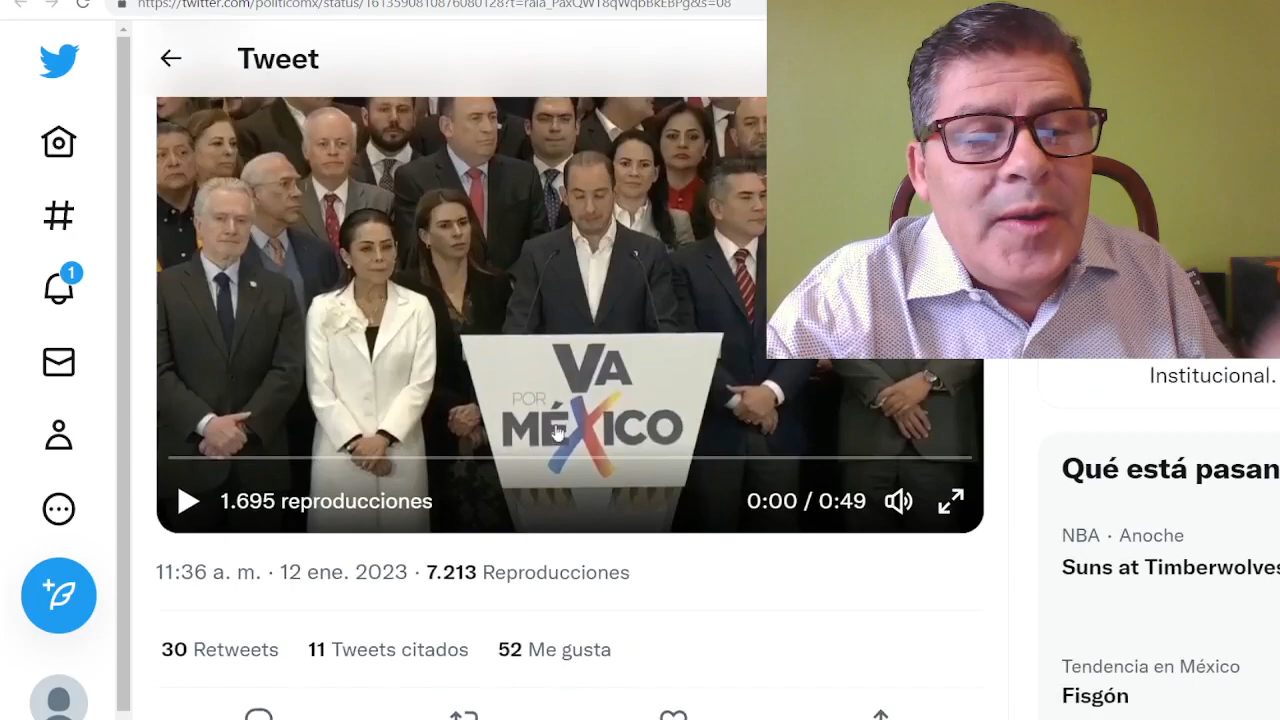 Tweet
VA
POR
MÉXICO
1.695 reproducciones
0:00 / 0:49
11:36 a. m. · 12 ene. 2023 · 7.213 Reproducciones
30 Retweets 11 Tweets citados 52 Me gusta
1
Institucional.
Qué está pasan
NBA · Anoche
Suns at Timberwolves
Tendencia en México
Fisgón